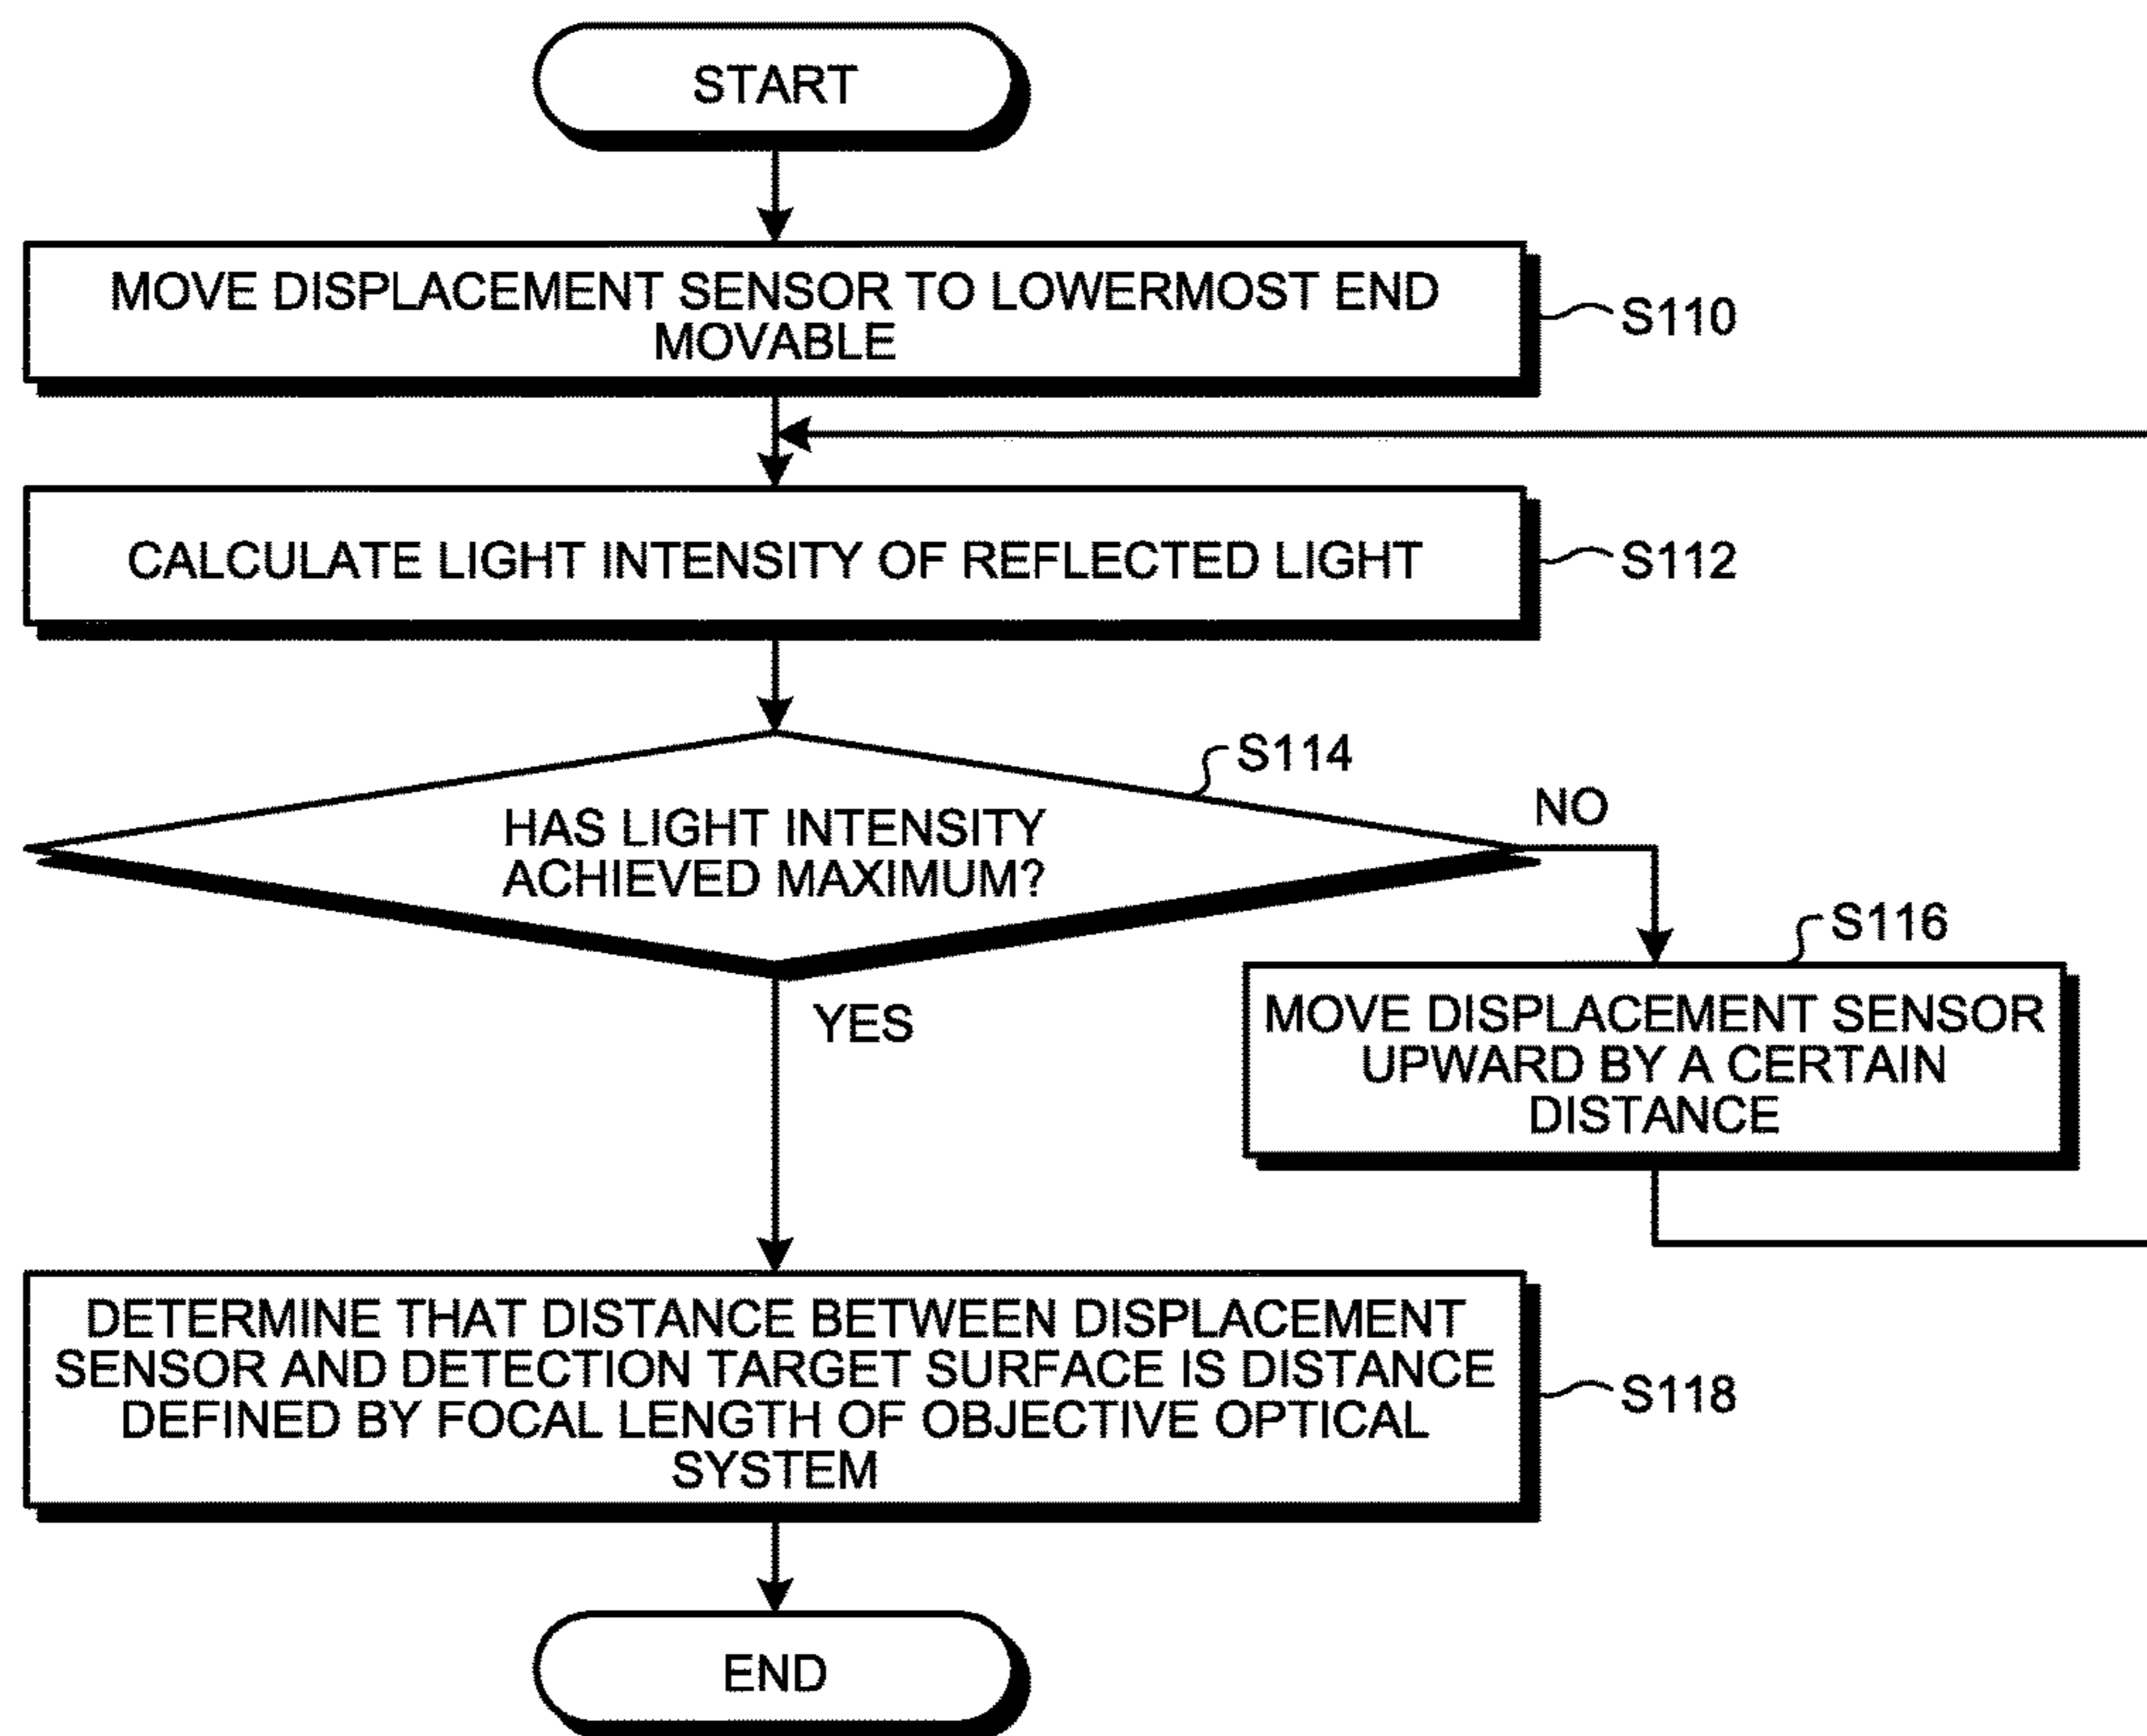 START
MOVE DISPLACEMENT SENSOR TO LOWERMOST END
MOVABLE
S110
CALCULATE LIGHT INTENSITY OF REFLECTED LIGHT
S112
S114
HAS LIGHT INTENSITY
ACHIEVED MAXIMUM?
NO
YES
S116
MOVE DISPLACEMENT SENSOR
UPWARD BY A CERTAIN
DISTANCE
DETERMINE THAT DISTANCE BETWEEN DISPLACEMENT
SENSOR AND DETECTION TARGET SURFACE IS DISTANCE
DEFINED BY FOCAL LENGTH OF OBJECTIVE OPTICAL
SYSTEM
S118
END